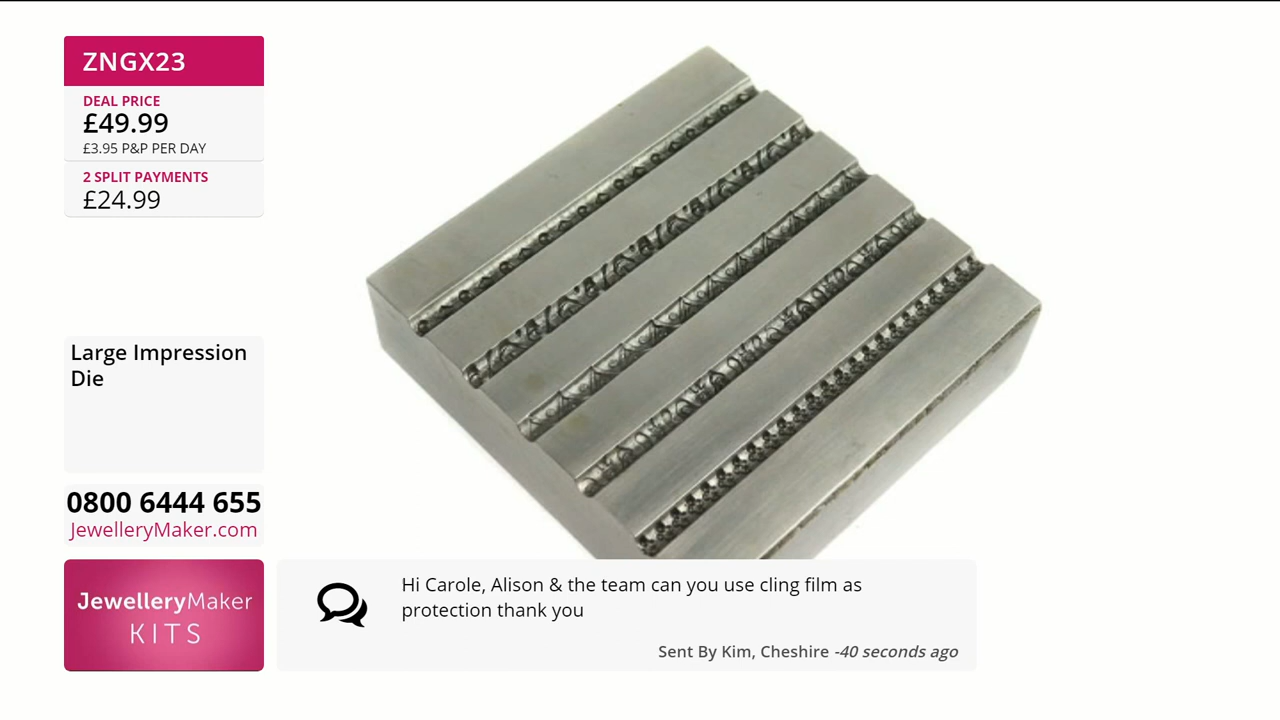 ZNGX23
DEAL PRICE
£49.99
£3.95 P&P PER DAY
2 SPLIT PAYMENTS
£24.99
Large Impression
Die
0800 6444 655
JewelleryMaker.com
JewelleryMaker
KITS
Hi Carole, Alison & the team can you use cling film as
protection thank you
Sent By Kim, Cheshire -40 seconds ago